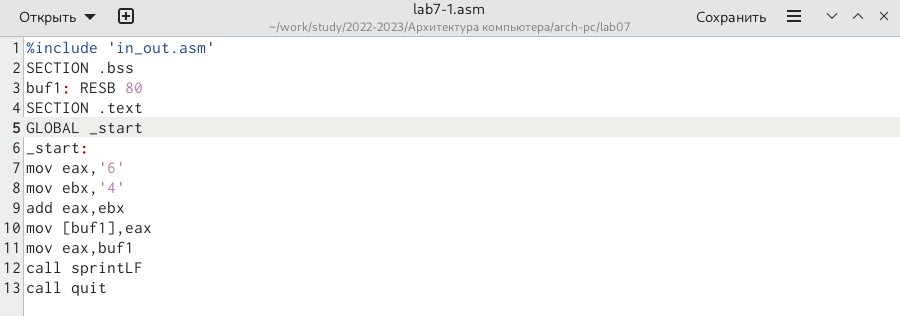 Открыть lab7-1.asm Сохранить
~/work/study/2022-2023/Архитектура компьютера/arch-pc/lab07
1 %include 'in_out.asm'
2 SECTION .bss
3 buf1: RESB 80
4 SECTION .text
5 GLOBAL _start
6 _start:
7 mov eax,'6'
8 mov ebx,'4'
9 add eax,ebx
10 mov [buf1],eax
11 mov eax,buf1
12 call sprintLF
13 call quit